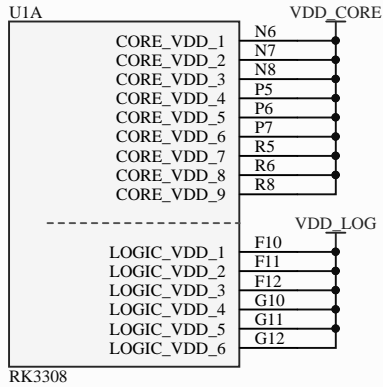 U1A VDD_CORE
CORE_VDD_1 N6
CORE_VDD_2 N7
CORE_VDD_3 N8
CORE_VDD_4 P5
CORE_VDD_5 P6
CORE_VDD_6 P7
CORE_VDD_7 R5
CORE_VDD_8 R6
CORE_VDD_9 R8
VDD_LOG
LOGIC_VDD_1 F10
LOGIC_VDD_2 F11
LOGIC_VDD_3 F12
LOGIC_VDD_4 G10
LOGIC_VDD_5 G11
LOGIC_VDD_6 G12
RK3308